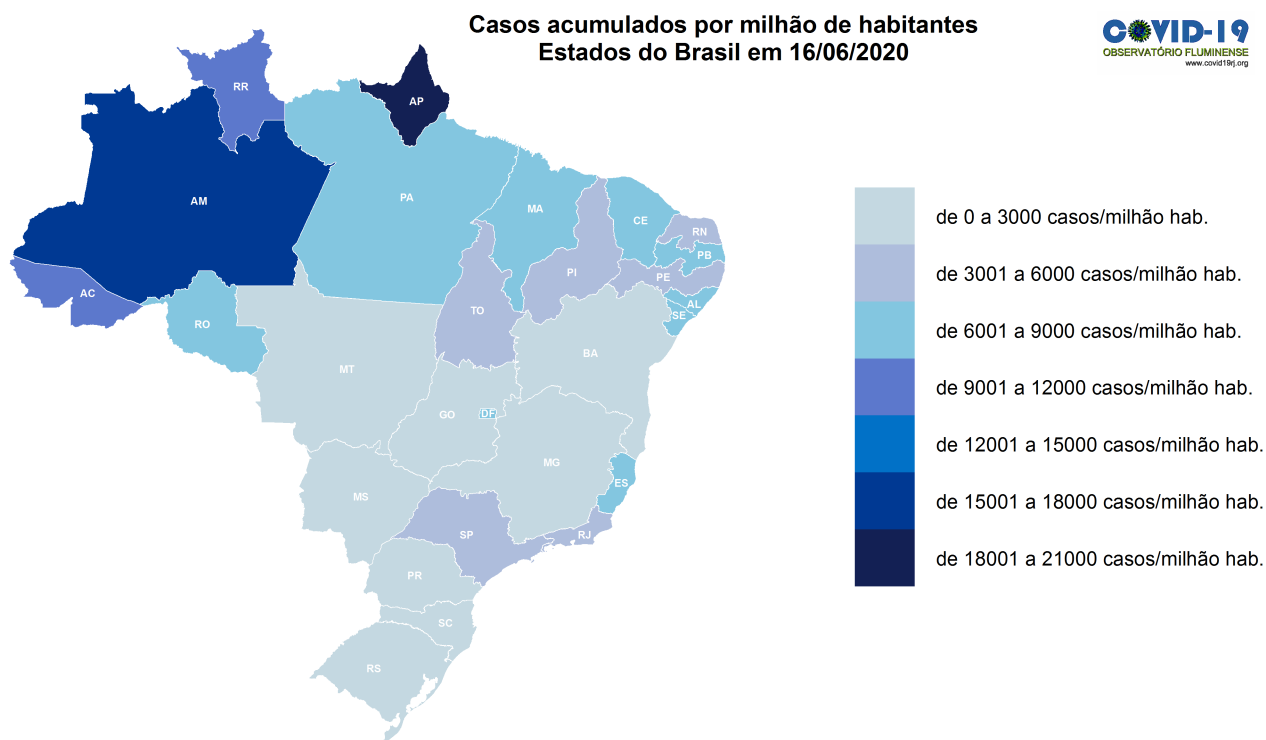 Casos acumulados por milhão de habitantes
Estados do Brasil em 16/06/2020
COVID-19
OBSERVATÓRIO FLUMINENSE
www.covid19rj.org
RR
AP
AM
PA
MA
CE
RN
PB
PI
PE
AC
AL
TO
SE
RO
BA
MT
GO
DF
MG
ES
MS
SP
RJ
PR
SC
RS
de 0 a 3000 casos/milhão hab.
de 3001 a 6000 casos/milhão hab.
de 6001 a 9000 casos/milhão hab.
de 9001 a 12000 casos/milhão hab.
de 12001 a 15000 casos/milhão hab.
de 15001 a 18000 casos/milhão hab.
de 18001 a 21000 casos/milhão hab.